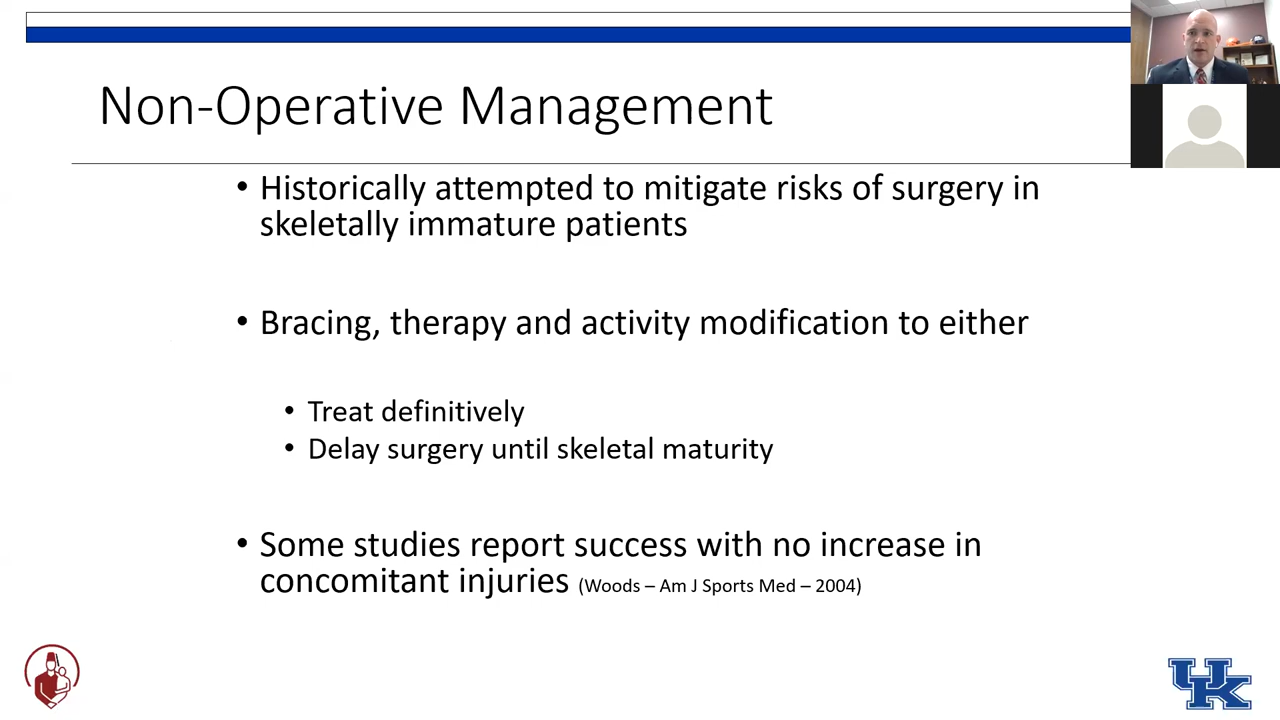 Non-Operative Management
• Historically attempted to mitigate risks of surgery in
skeletally immature patients
• Bracing, therapy and activity modification to either
• Treat definitively
• Delay surgery until skeletal maturity
• Some studies report success with no increase in
concomitant injuries (Woods – Am J Sports Med – 2004)
UK